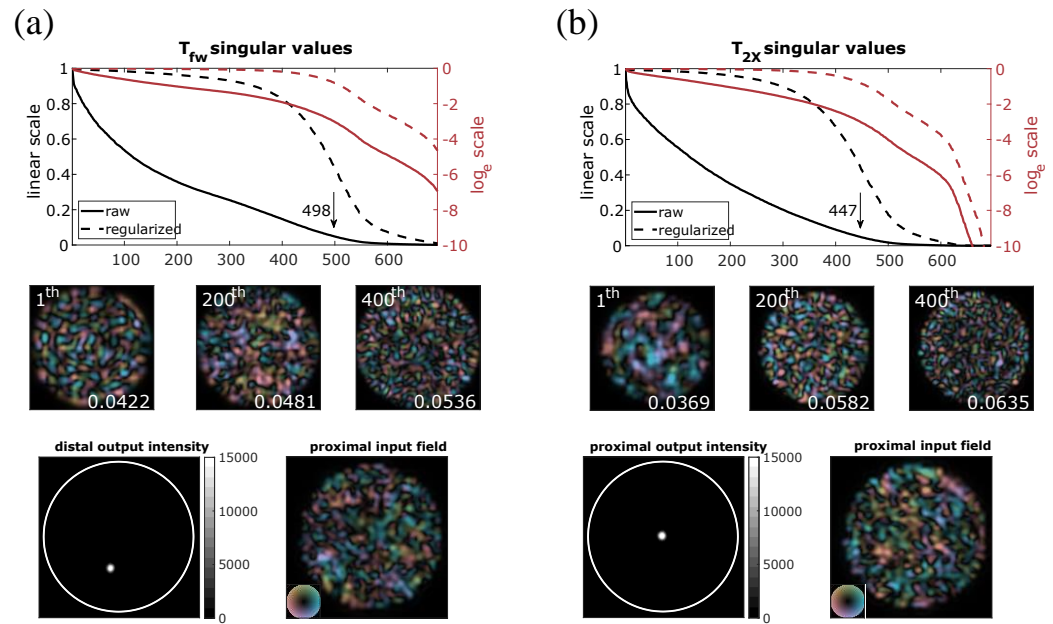 (a)
T_fw singular values
linear scale
1
0.8
0.6
0.4
0.2
0
0
-2
-4
-6
-8
-10
log_e scale
498
raw
regularized
100 200 300 400 500 600
1^th
0.0422
200^th
0.0481
400^th
0.0536
distal output intensity
15000
10000
5000
0
proximal input field
(b)
T_2X singular values
linear scale
1
0.8
0.6
0.4
0.2
0
0
-2
-4
-6
-8
-10
log_e scale
447
raw
regularized
100 200 300 400 500 600
1^th
0.0369
200^th
0.0582
400^th
0.0635
proximal output intensity
15000
10000
5000
0
proximal input field